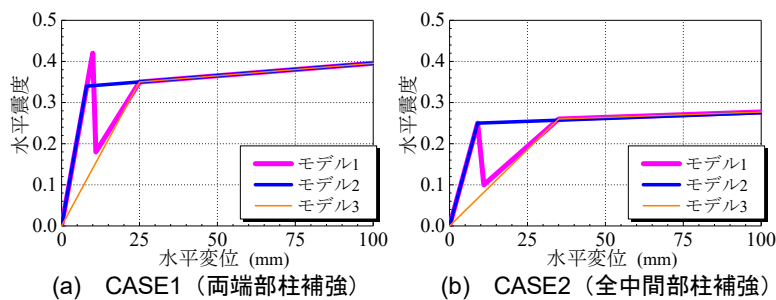 0.5
0.4
0.3
0.2
0.1
0.0
水平震度
モデル1
モデル2
モデル3
0 25 50 75 100
水平変位 (mm)
(a) CASE1（両端部柱補強）
0.5
0.4
0.3
0.2
0.1
0.0
水平震度
モデル1
モデル2
モデル3
0 25 50 75 100
水平変位 (mm)
(b) CASE2（全中間部柱補強）